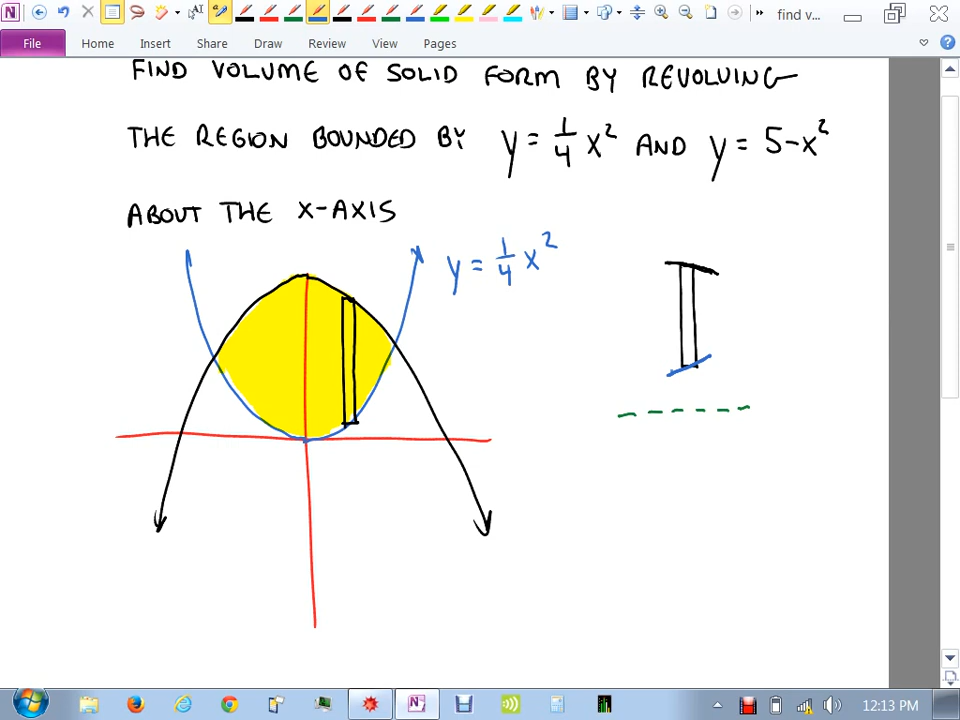 find v...
File
Home
Insert
Share
Draw
Review
View
Pages
FIND VOLUME OF SOLID FORM BY REVOLVING
THE REGION BOUNDED BY y = 1/4 x² AND y = 5-x²
ABOUT THE X-AXIS
y = 1/4 x²
12:13 PM